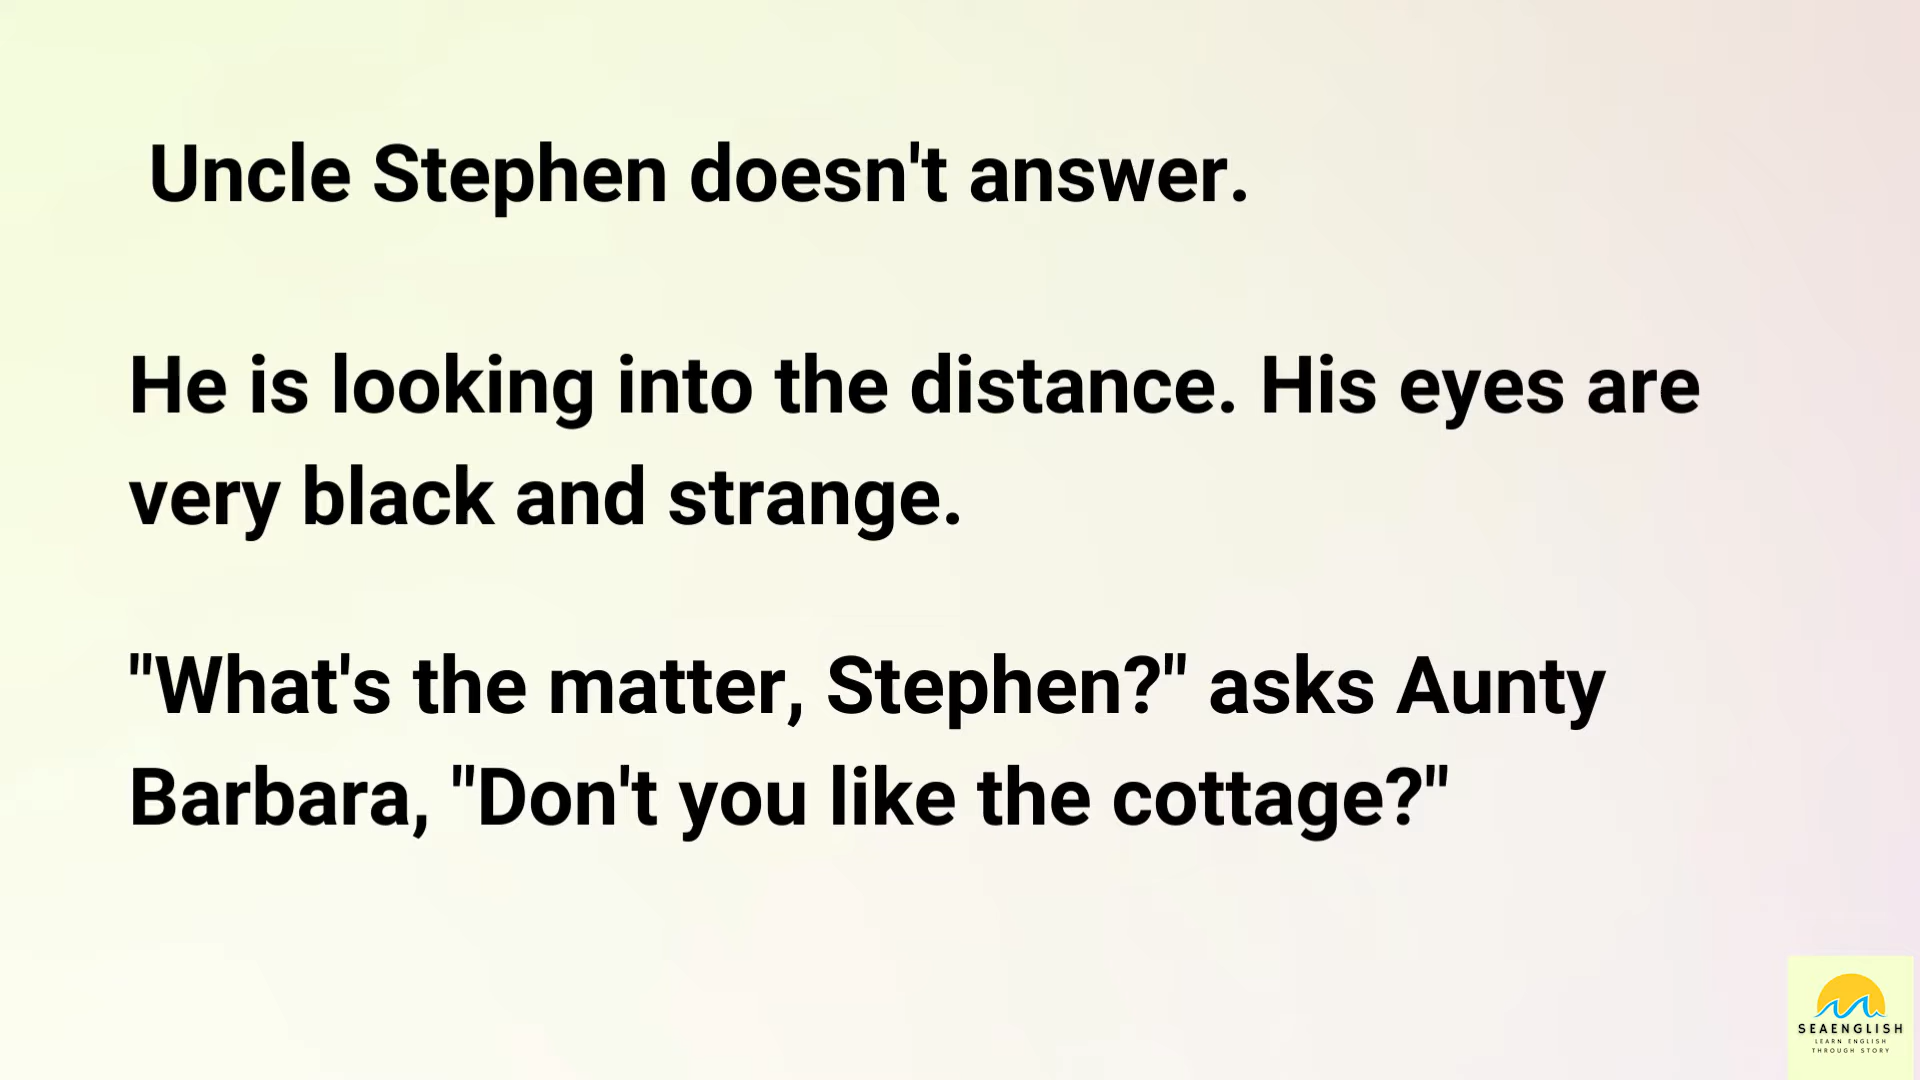 Uncle Stephen doesn't answer.
He is looking into the distance. His eyes are
very black and strange.
"What's the matter, Stephen?" asks Aunty
Barbara, "Don't you like the cottage?"
SEAENGLISH
LEARN ENGLISH
THROUGH STORY